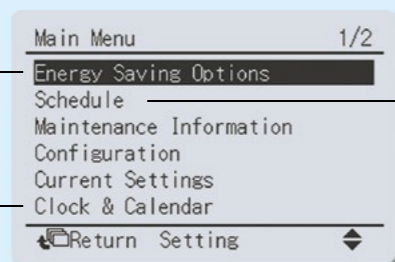 Main Menu 1/2
Energy Saving Options
Schedule
Maintenance Information
Configuration
Current Settings
Clock & Calendar
Return Setting